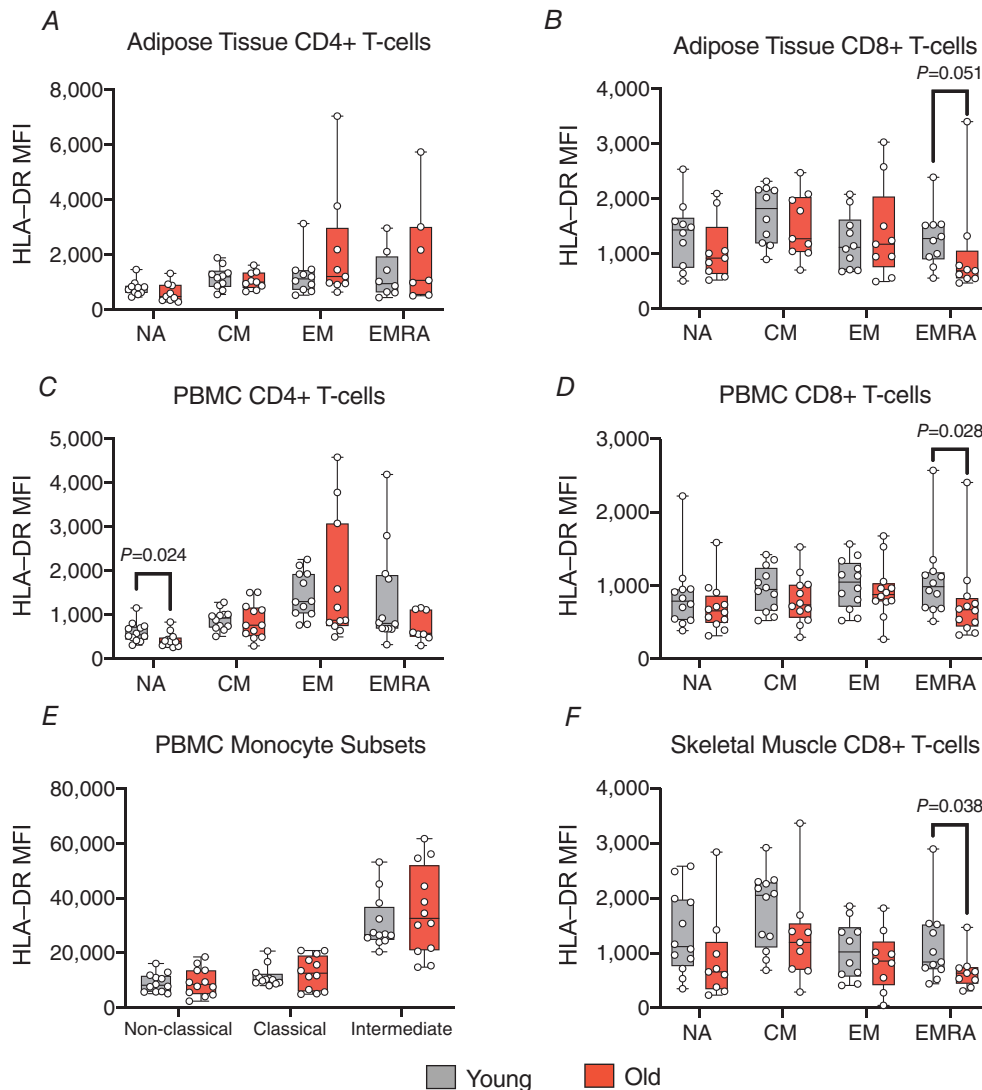 A
Adipose Tissue CD4+ T-cells
HLA–DR MFI
8,000
6,000
4,000
2,000
0
NA CM EM EMRA
B
Adipose Tissue CD8+ T-cells
P=0.051
HLA–DR MFI
4,000
3,000
2,000
1,000
0
NA CM EM EMRA
C
PBMC CD4+ T-cells
HLA–DR MFI
5,000
4,000
3,000
2,000
1,000
0
P=0.024
NA CM EM EMRA
D
PBMC CD8+ T-cells
P=0.028
HLA–DR MFI
3,000
2,000
1,000
0
NA CM EM EMRA
E
PBMC Monocyte Subsets
HLA–DR MFI
80,000
60,000
40,000
20,000
0
Non-classical Classical Intermediate
F
Skeletal Muscle CD8+ T-cells
P=0.038
HLA–DR MFI
4,000
3,000
2,000
1,000
0
NA CM EM EMRA
Young Old